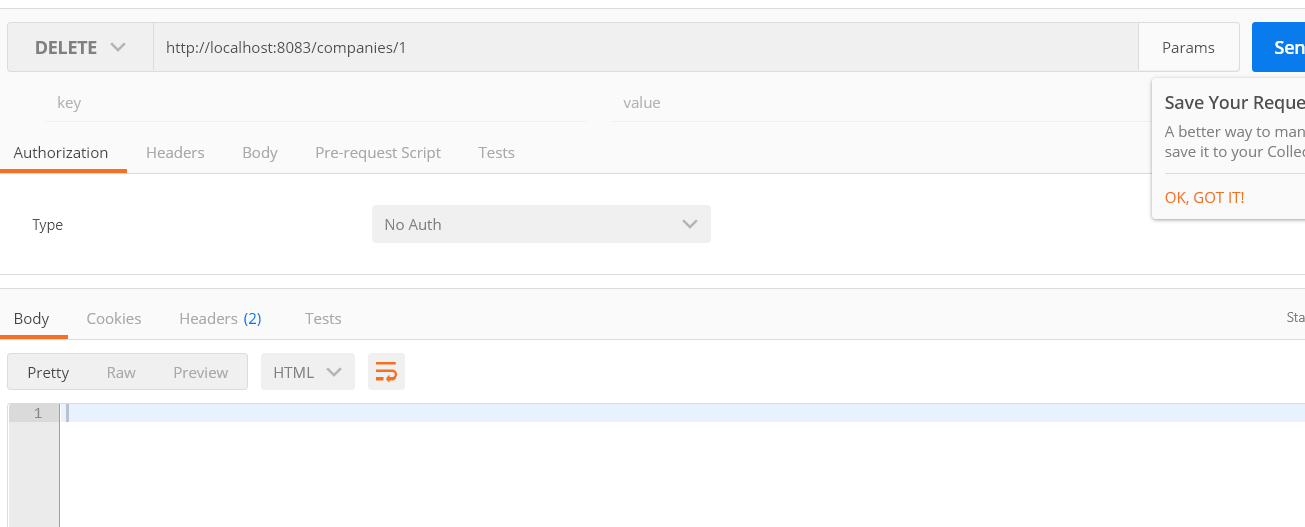 DELETE http://localhost:8083/companies/1 Params Sen
key value
Save Your Reque
A better way to man
save it to your Collec
OK, GOT IT!
Authorization Headers Body Pre-request Script Tests
Type No Auth
Body Cookies Headers (2) Tests Sta
Pretty Raw Preview HTML
1